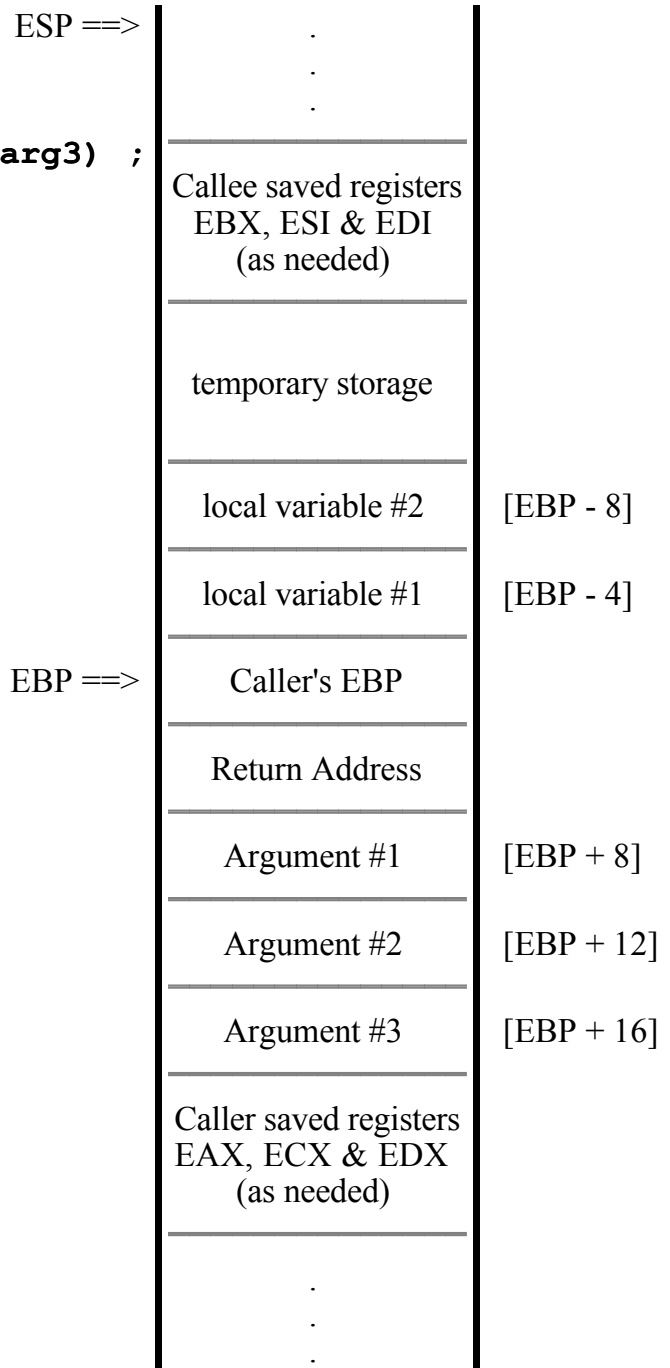 ESP ==>
.
.
.
arg3) ;
Callee saved registers
EBX, ESI & EDI
(as needed)
temporary storage
local variable #2 [EBP - 8]
local variable #1 [EBP - 4]
EBP ==> Caller's EBP
Return Address
Argument #1 [EBP + 8]
Argument #2 [EBP + 12]
Argument #3 [EBP + 16]
Caller saved registers
EAX, ECX & EDX
(as needed)
.
.
.